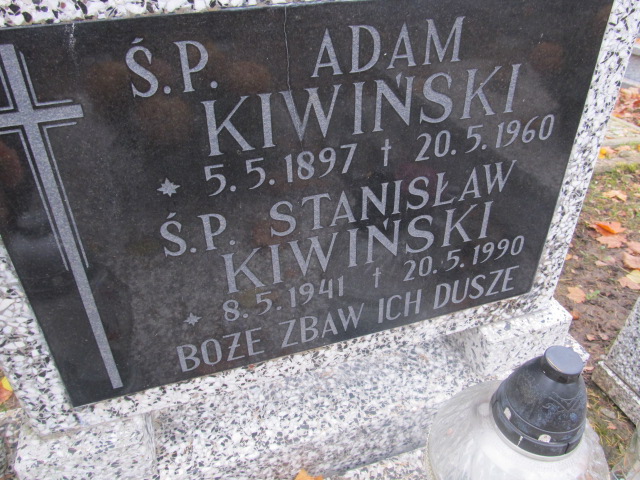 Ś.P. ADAM
KIWIŃSKI
* 5.5.1897 † 20.5.1960
Ś.P. STANISŁAW
KIWIŃSKI
* 8.5.1941 † 20.5.1990
BOŻE ZBAW ICH DUSZE